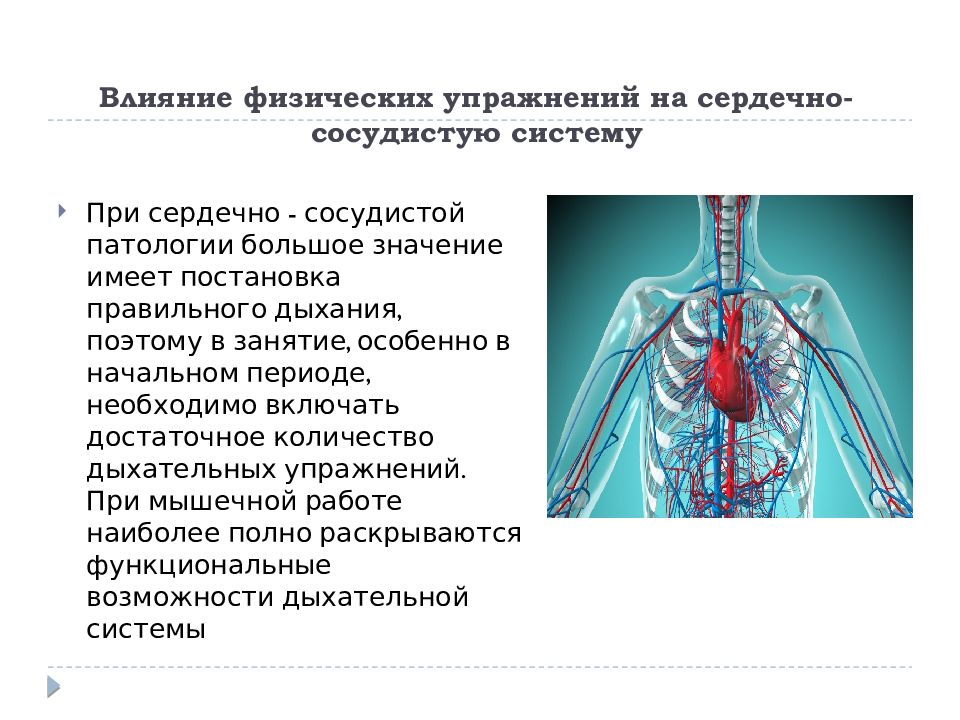 Влияние физических упражнений на сердечно-
сосудистую систему
При сердечно - сосудистой
патологии большое значение
имеет постановка
правильного дыхания,
поэтому в занятие, особенно в
начальном периоде,
необходимо включать
достаточное количество
дыхательных упражнений.
При мышечной работе
наиболее полно раскрываются
функциональные
возможности дыхательной
системы